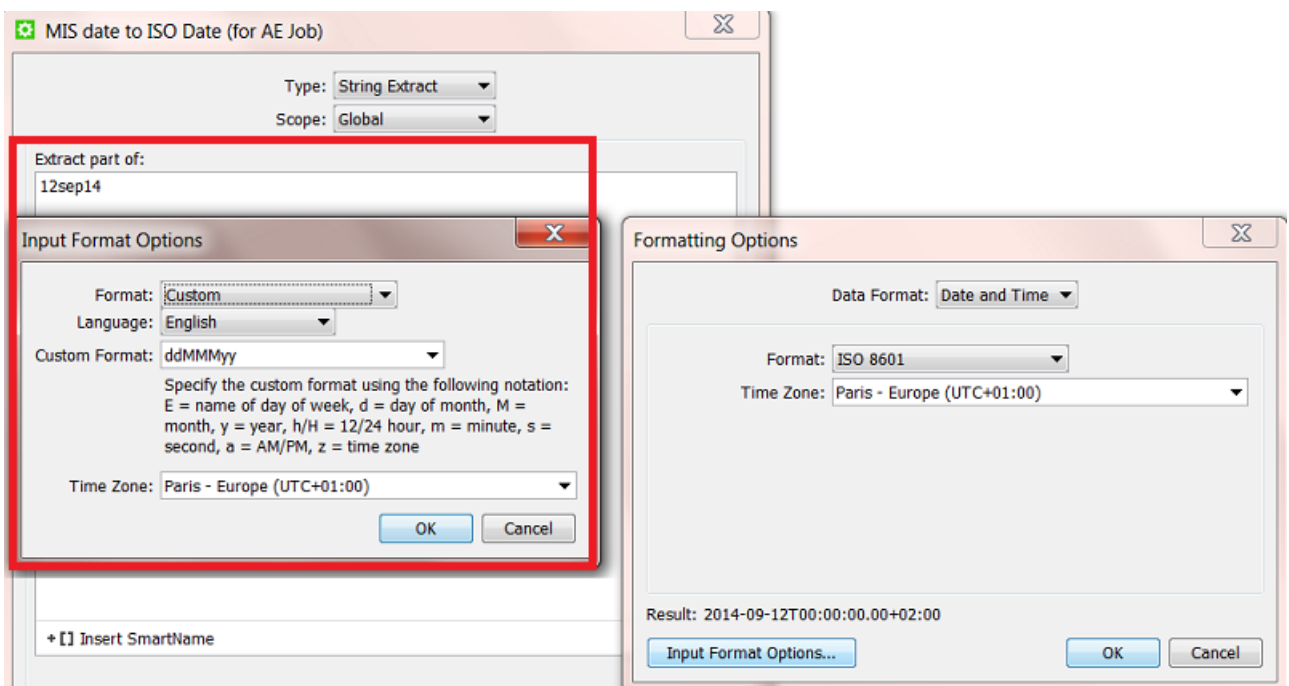 MIS date to ISO Date (for AE Job)
Type: String Extract
Scope: Global
Extract part of:
12sep14
Input Format Options
Format: Custom
Language: English
Custom Format: ddMMMyy
Specify the custom format using the following notation:
E = name of day of week, d = day of month, M =
month, y = year, h/H = 12/24 hour, m = minute, s =
second, a = AM/PM, z = time zone
Time Zone: Paris - Europe (UTC+01:00)
OK Cancel
+[] Insert SmartName
Formatting Options
Data Format: Date and Time
Format: ISO 8601
Time Zone: Paris - Europe (UTC+01:00)
Result: 2014-09-12T00:00:00.00+02:00
Input Format Options... OK Cancel